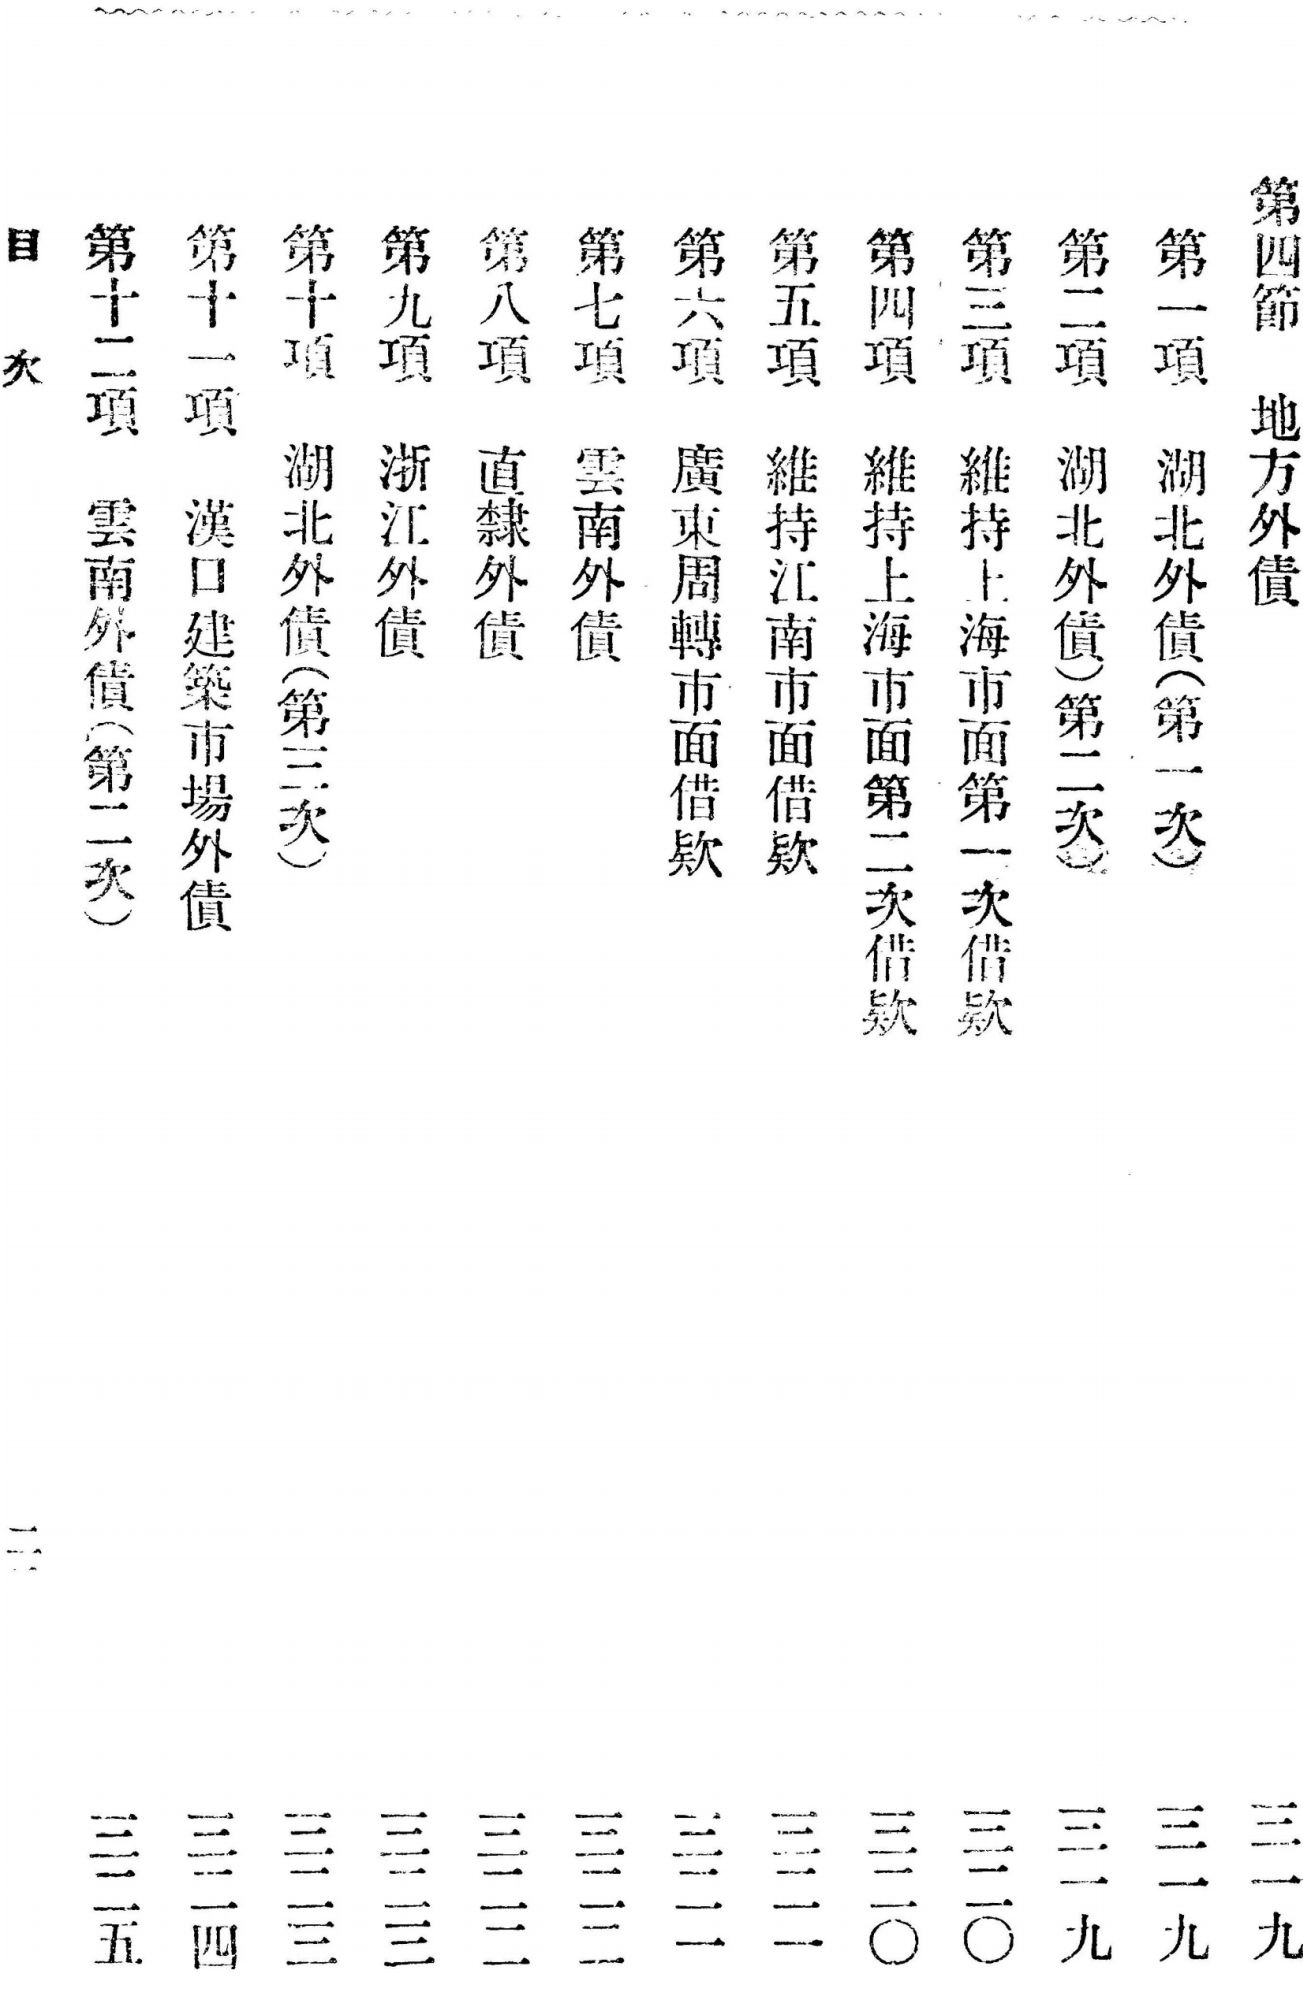 第四節 地方外債 三一九
第一項 湖北外債(第一次) 三一九
第二項 湖北外債)第二次) 三一九
第三項 維持上海市面第一次借欵 三二〇
第四項 維持上海市面第二次借欵 三二〇
第五項 維持江南市面借欵 三二一
第六項 廣東周轉市面借欵 三二一
第七項 雲南外債 三二二
第八項 直隸外債 三二二
第九項 浙江外債 三二三
第十項 湖北外債(第三次) 三二三
第十一項 漢口建築市場外債 三二四
第十二項 雲南外債(第二次) 三二五
目次